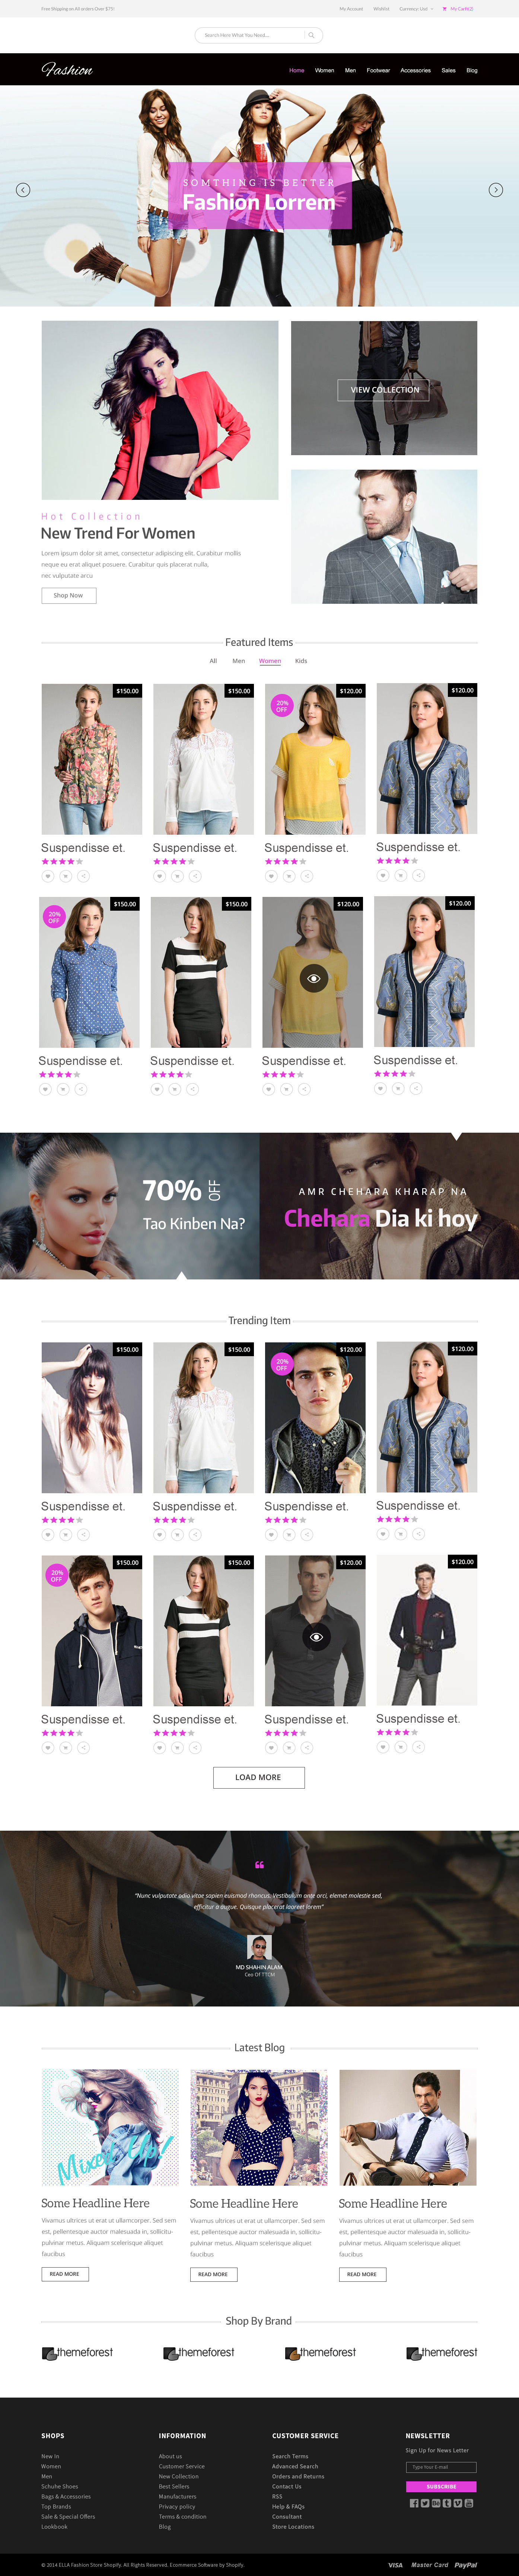 Free Shipping on All orders Over $75!
My Account
Wishlist
Currency: Usd
My Cart(2)
Search Here What You Need....
Fashion
Home
Women
Men
Footwear
Accessories
Sales
Blog
SOMTHING IS BETTER
Fashion Lorrem
VIEW COLLECTION
Hot Collection
New Trend For Women
Lorem ipsum dolor sit amet, consectetur adipiscing elit. Curabitur mollis
neque eu erat aliquet posuere. Curabitur quis placerat nulla,
nec vulputate arcu
Shop Now
Featured Items
All
Men
Women
Kids
$150.00
$150.00
20%
OFF
$120.00
$120.00
Suspendisse et.
Suspendisse et.
Suspendisse et.
Suspendisse et.
20%
OFF
$150.00
$150.00
$120.00
$120.00
Suspendisse et.
Suspendisse et.
Suspendisse et.
Suspendisse et.
70% OFF
Tao Kinben Na?
AMR CHEHARA KHARAP NA
Chehara Dia ki hoy
Trending Item
$150.00
$150.00
20%
OFF
$120.00
$120.00
Suspendisse et.
Suspendisse et.
Suspendisse et.
Suspendisse et.
20%
OFF
$150.00
$150.00
$120.00
$120.00
Suspendisse et.
Suspendisse et.
Suspendisse et.
Suspendisse et.
LOAD MORE
“Nunc vulputate odio vitae sapien euismod rhoncus. Vestibulum ante orci, elemet molestie sed,
efficitur a augue. Quisque placerat laoreet lorem”
MD SHAHIN ALAM
Ceo Of TTCM
Latest Blog
Mixed Up!
Some Headline Here
Vivamus ultrices ut erat ut ullamcorper. Sed sem
est, pellentesque auctor malesuada in, sollicitu-
pulvinar metus. Aliquam scelerisque aliquet
faucibus
READ MORE
Some Headline Here
Vivamus ultrices ut erat ut ullamcorper. Sed sem
est, pellentesque auctor malesuada in, sollicitu-
pulvinar metus. Aliquam scelerisque aliquet
faucibus
READ MORE
Some Headline Here
Vivamus ultrices ut erat ut ullamcorper. Sed sem
est, pellentesque auctor malesuada in, sollicitu-
pulvinar metus. Aliquam scelerisque aliquet
faucibus
READ MORE
Shop By Brand
themeforest
themeforest
themeforest
themeforest
SHOPS
New In
Women
Men
Schuhe Shoes
Bags & Accessories
Top Brands
Sale & Special Offers
Lookbook
INFORMATION
About us
Customer Service
New Collection
Best Sellers
Manufacturers
Privacy policy
Terms & condition
Blog
CUSTOMER SERVICE
Search Terms
Advanced Search
Orders and Returns
Contact Us
RSS
Help & FAQs
Consultant
Store Locations
NEWSLETTER
Sign Up for News Letter
Type Your E-mail
SUBSCRIBE
© 2014 ELLA Fashion Store Shopify. All Rights Reserved. Ecommerce Software by Shopify.
VISA
Master Card
PayPal